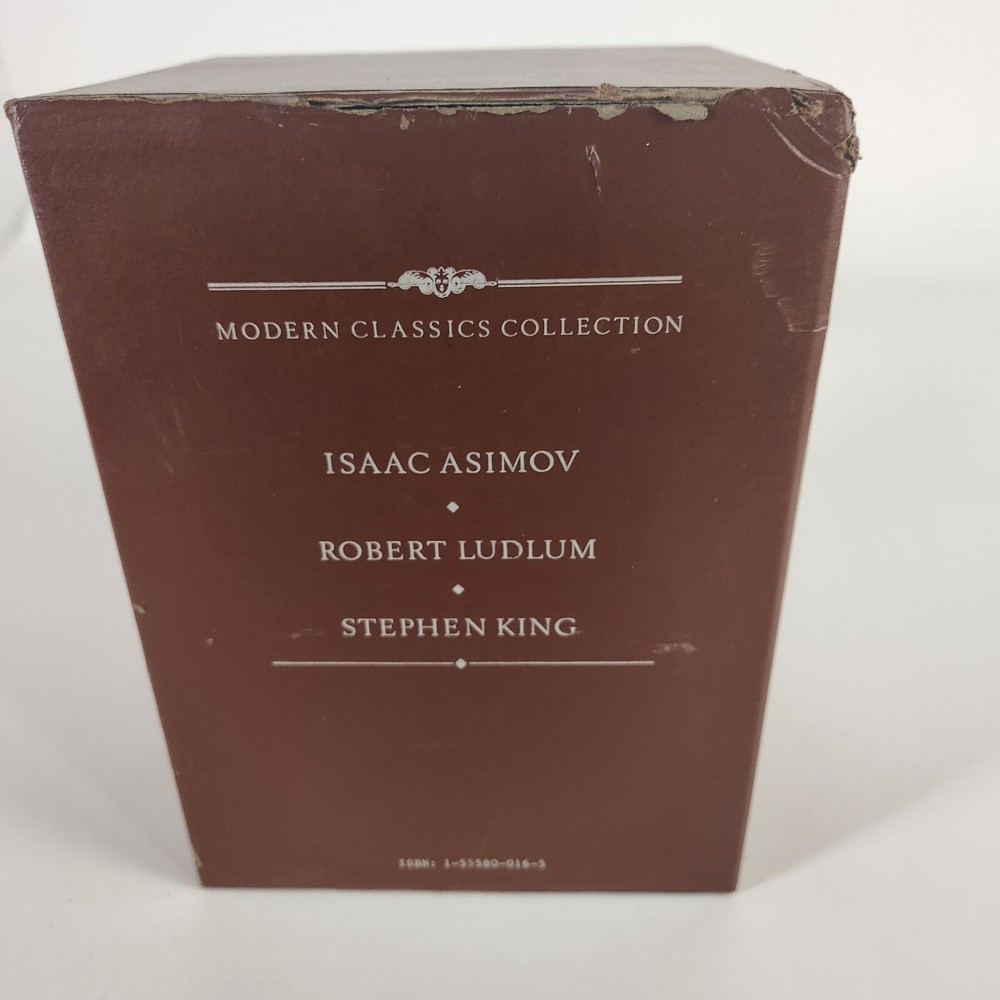 MODERN CLASSICS COLLECTION
ISAAC ASIMOV
ROBERT LUDLUM
STEPHEN KING
ISBN: 1-55580-016-5